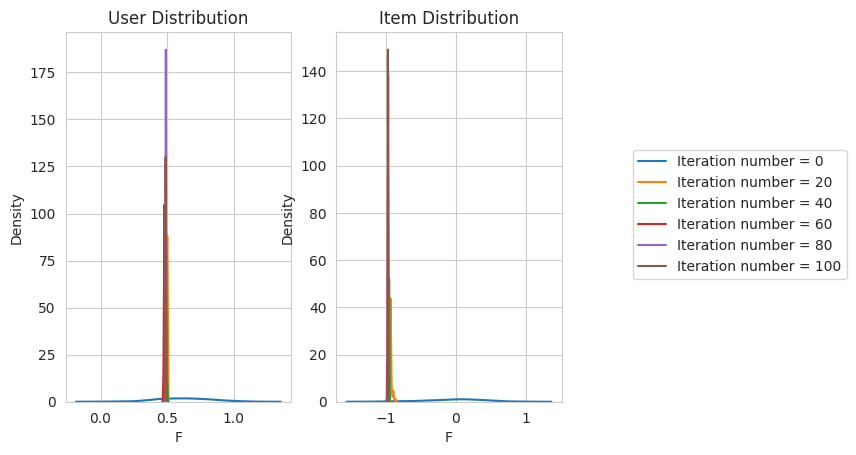 User Distribution
Item Distribution
175
150
125
100
75
50
25
0
Density
0.0
0.5
1.0
F
140
120
100
80
60
40
20
0
Density
−1
0
1
F
Iteration number = 0
Iteration number = 20
Iteration number = 40
Iteration number = 60
Iteration number = 80
Iteration number = 100